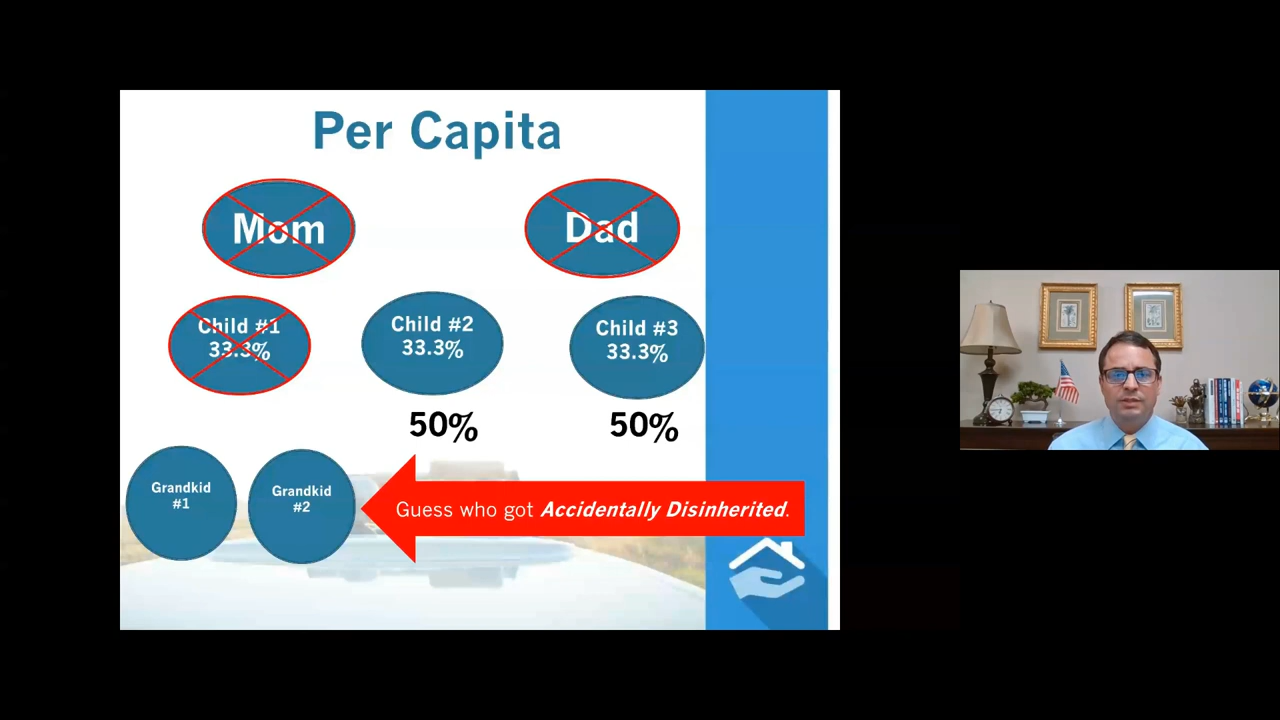 Per Capita
Mom
Dad
Child #1
33.3%
Child #2
33.3%
Child #3
33.3%
50%
50%
Grandkid
#1
Grandkid
#2
Guess who got Accidentally Disinherited.